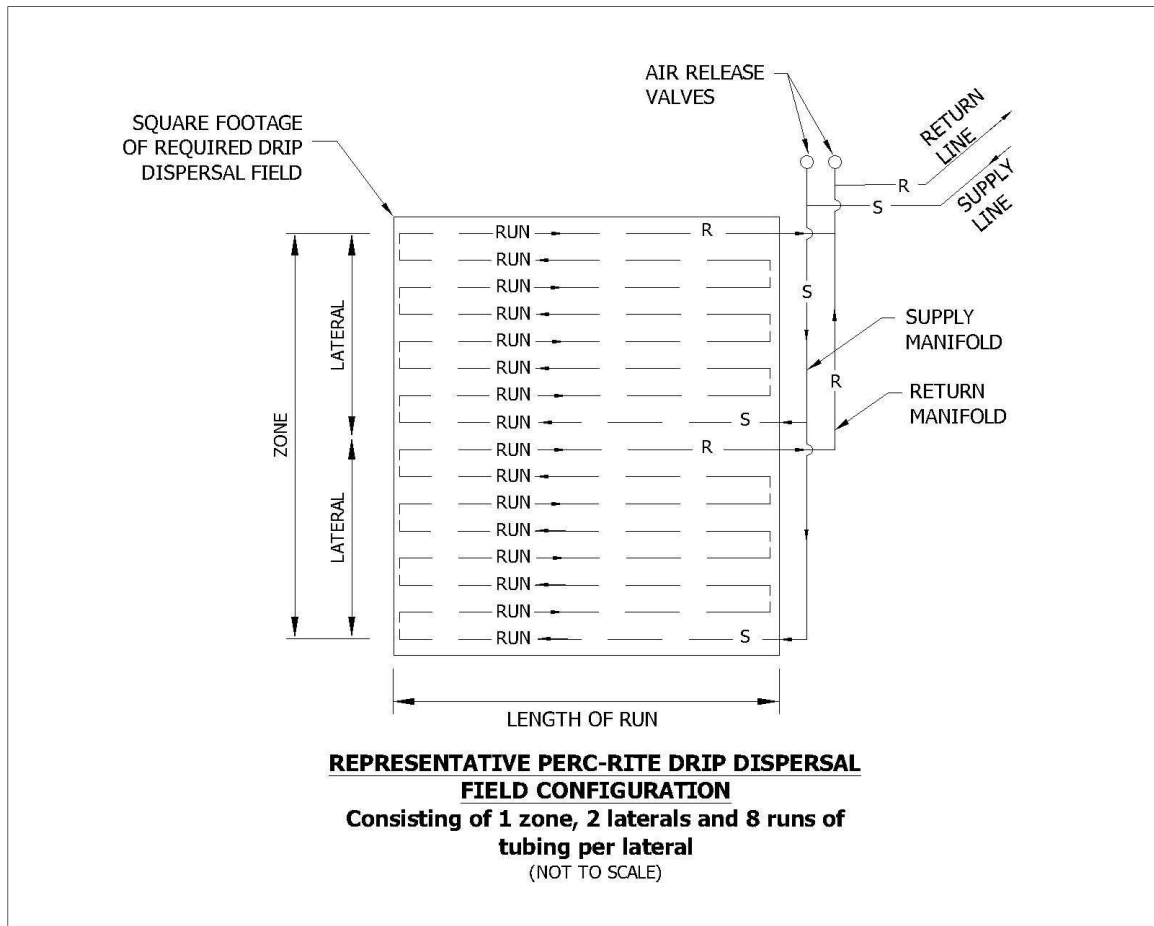 AIR RELEASE
VALVES
RETURN
LINE
SUPPLY
LINE
SQUARE FOOTAGE
OF REQUIRED DRIP
DISPERSAL FIELD
R
S
RUN
R
RUN
RUN
S
RUN
SUPPLY
MANIFOLD
RUN
LATERAL
RUN
R
RUN
RETURN
MANIFOLD
RUN
S
ZONE
RUN
R
RUN
RUN
LATERAL
RUN
RUN
RUN
RUN
RUN
S
LENGTH OF RUN
REPRESENTATIVE PERC-RITE DRIP DISPERSAL
FIELD CONFIGURATION
Consisting of 1 zone, 2 laterals and 8 runs of
tubing per lateral
(NOT TO SCALE)